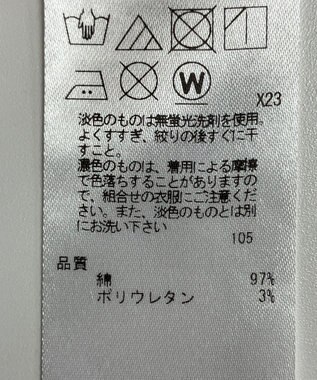 W
X23
淡色のものは無蛍光洗剤を使用。
よくすすぎ、絞りの後すぐに干
すこと。
濃色のものは、着用による摩擦
で色落ちすることがありますの
で、組合せの衣服にご注意くだ
さい。また、淡色のものとは別
にお洗い下さい
105
品質
綿 97%
ポリウレタン 3%